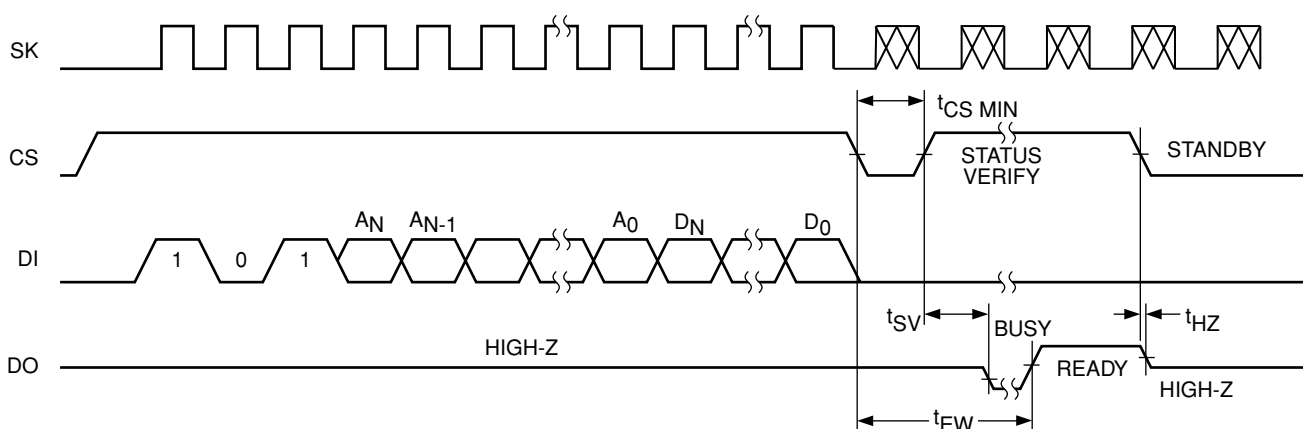 SK
tCS MIN
CS
STATUS
VERIFY
STANDBY
AN
AN-1
A0
DN
D0
DI
1
0
1
tSV
BUSY
tHZ
HIGH-Z
DO
READY
HIGH-Z
tEW